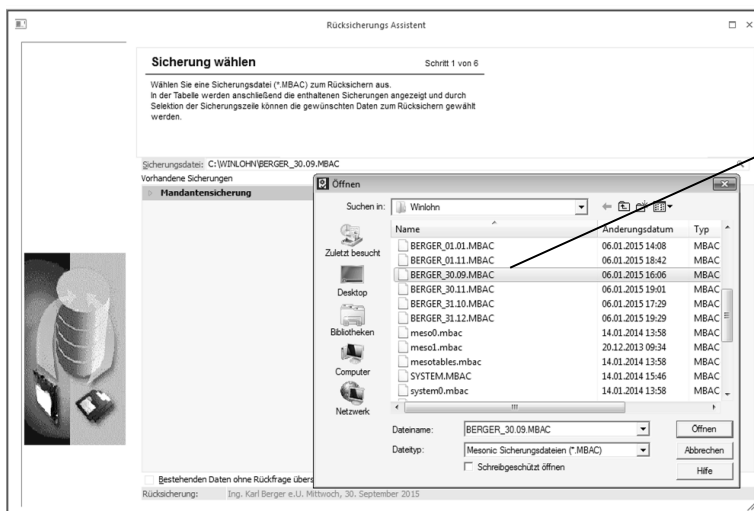 Rücksicherungs Assistent
Sicherung wählen
Schritt 1 von 6
Wählen Sie eine Sicherungsdatei (*.MBAC) zum Rücksichern aus.
In der Tabelle werden anschließend die enthaltenen Sicherungen angezeigt und durch
Selektion der Sicherungszeile können die gewünschten Daten zum Rücksichern gewählt
werden.
Sicherungsdatei: C:\WINLOHN\BERGER_30.09.MBAC
Vorhandene Sicherungen
Mandantensicherung
Öffnen
Suchen in: Winlohn
Zuletzt besucht
Desktop
Bibliotheken
Computer
Netzwerk
Name Änderungsdatum Typ
BERGER_01.01.MBAC 06.01.2015 14:08 MBAC
BERGER_01.11.MBAC 06.01.2015 18:42 MBAC
BERGER_30.09.MBAC 06.01.2015 16:06 MBAC
BERGER_30.11.MBAC 06.01.2015 19:01 MBAC
BERGER_31.10.MBAC 06.01.2015 17:29 MBAC
BERGER_31.12.MBAC 06.01.2015 19:29 MBAC
meso0.mbac 14.01.2014 13:58 MBAC
meso1.mbac 20.12.2013 09:34 MBAC
mesotables.mbac 14.01.2014 13:58 MBAC
SYSTEM.MBAC 14.01.2014 15:46 MBAC
system0.mbac 14.01.2014 13:58 MBAC
Dateiname: BERGER_30.09.MBAC Öffnen
Dateityp: Mesonic Sicherungsdateien (*.MBAC) Abbrechen
Schreibgeschützt öffnen Hilfe
Bestehenden Daten ohne Rückfrage übers
Rücksicherung: Ing. Karl Berger e.U. Mittwoch, 30. September 2015